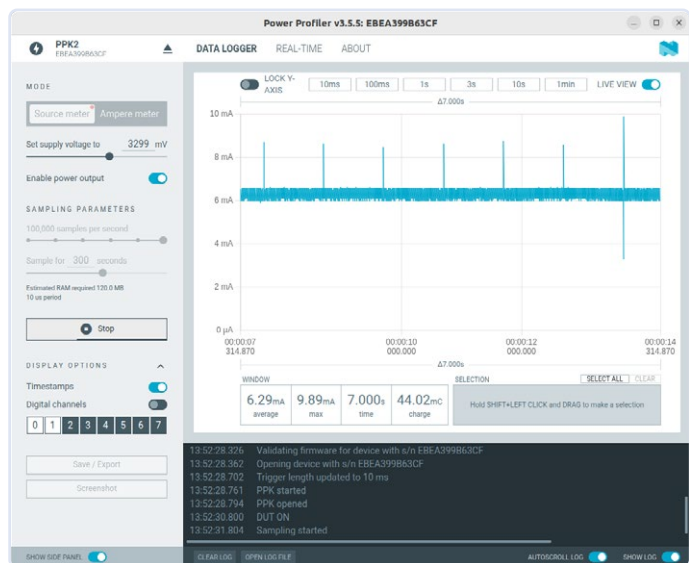 Power Profiler v3.5.5: EBEA399B63CF
PPK2
EBEA399B63CF
DATA LOGGER REAL-TIME ABOUT
MODE
Source meter Ampere meter
Set supply voltage to 3299 mV
Enable power output
SAMPLING PARAMETERS
100,000 samples per second
Sample for 300 seconds
Estimated RAM required 120.0 MB
10 us period
Stop
DISPLAY OPTIONS
Timestamps
Digital channels
0 1 2 3 4 5 6 7
Save / Export
Screenshot
SHOW SIDE PANEL
LOCK Y-AXIS 10ms 100ms 1s 3s 10s 1min LIVE VIEW
Δ7.000s
10 mA
8 mA
6 mA
4 mA
2 mA
0 µA
00:00:07 00:00:10 00:00:12 00:00:14
314.870 000.000 000.000 314.870
Δ7.000s
WINDOW SELECTION SELECT ALL CLEAR
6.29mA 9.89mA 7.000s 44.02mC
average max time charge
Hold SHIFT+LEFT CLICK and DRAG to make a selection
13:52:28.326 Validating firmware for device with s/n EBEA399B63CF
13:52:28.362 Opening device with s/n EBEA399B63CF
13:52:28.702 Trigger length updated to 10 ms
13:52:28.761 PPK started
13:52:28.794 PPK opened
13:52:30.800 DUT ON
13:52:31.804 Sampling started
CLEAR LOG OPEN LOG FILE AUTOSCROLL LOG SHOW LOG